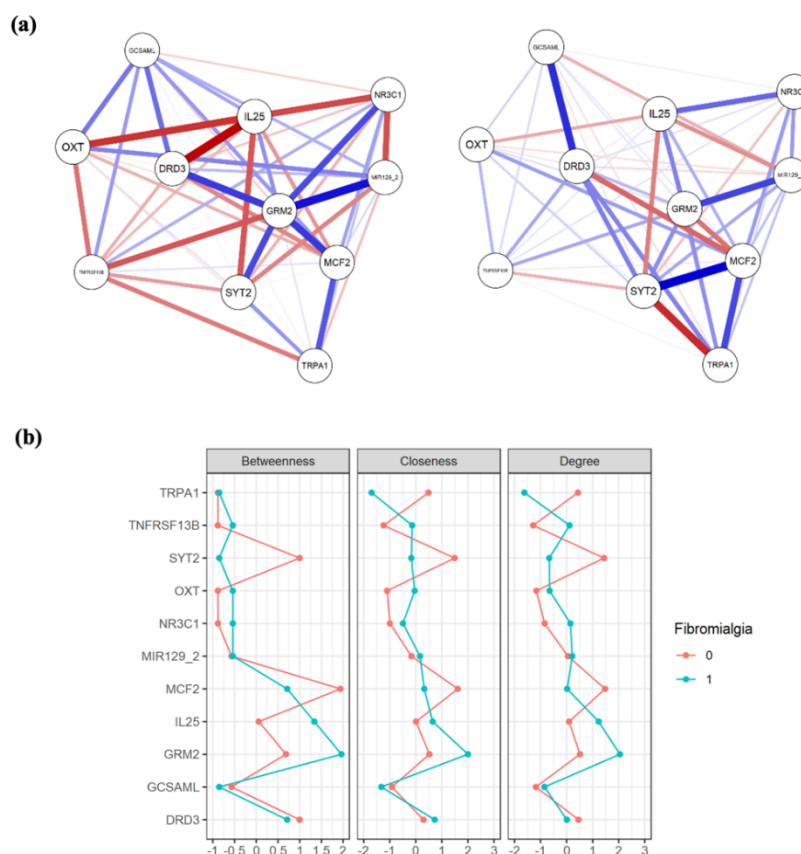 (a)
GCSAML
NR3C1
IL25
OXT
DRD3
MIR129_2
GRM2
TNFRSF13B
MCF2
SYT2
TRPA1
GCSAML
NR3C
IL25
OXT
DRD3
MIR129_
GRM2
TNFRSF13B
MCF2
SYT2
TRPA1
(b)
Betweenness Closeness Degree
TRPA1
TNFRSF13B
SYT2
OXT
NR3C1
MIR129_2
MCF2
IL25
GRM2
GCSAML
DRD3
-1 -0.5 0 0.5 1 1.5 2 -2 -1 0 1 2 3 -2 -1 0 1 2 3
Fibromialgia
0
1